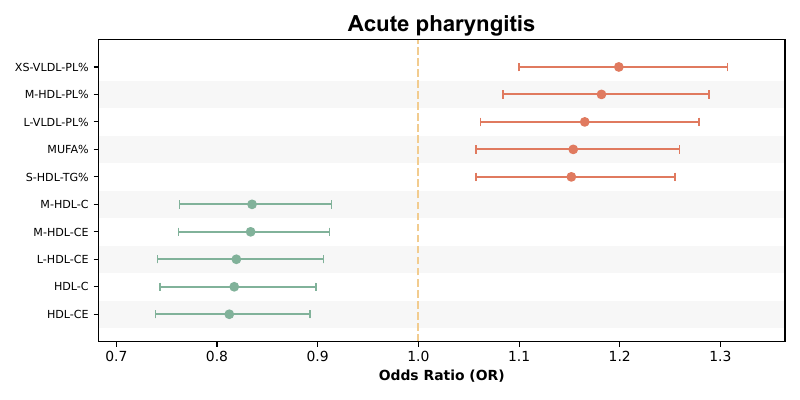 Acute pharyngitis
XS-VLDL-PL%
M-HDL-PL%
L-VLDL-PL%
MUFA%
S-HDL-TG%
M-HDL-C
M-HDL-CE
L-HDL-CE
HDL-C
HDL-CE
0.7 0.8 0.9 1.0 1.1 1.2 1.3
Odds Ratio (OR)